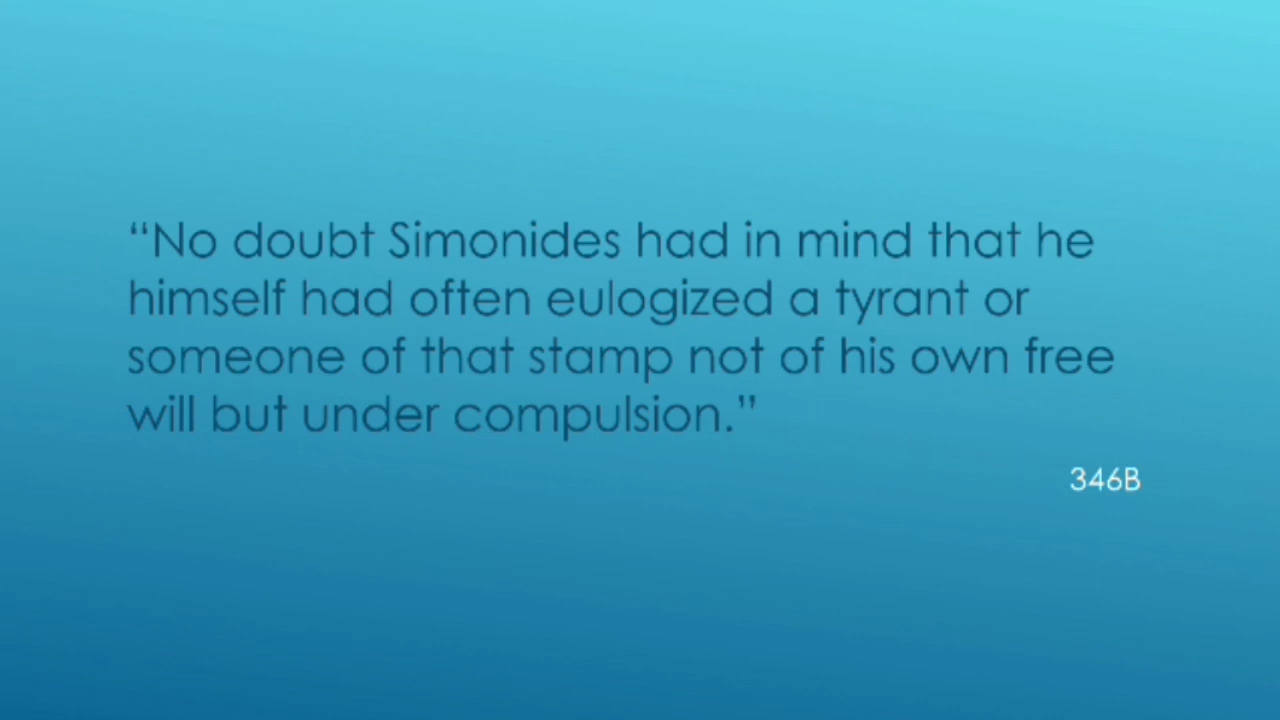 “No doubt Simonides had in mind that he
himself had often eulogized a tyrant or
someone of that stamp not of his own free
will but under compulsion.”
346B